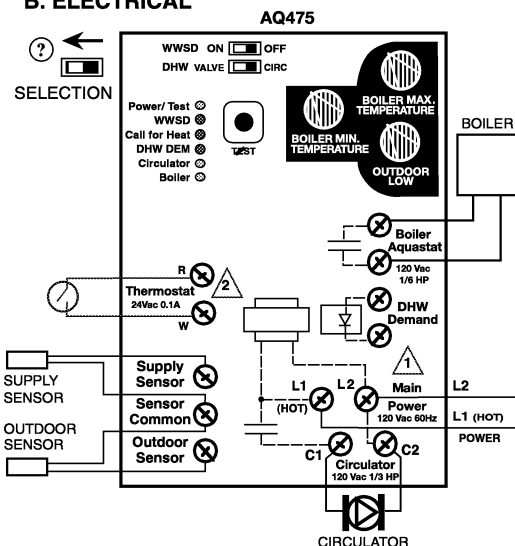 B. ELECTRICAL
AQ475
WWSD ON OFF
DHW VALVE CIRC
?
SELECTION
Power/ Test
WWSD
Call for Heat
DHW DEM
Circulator
Boiler
TEST
BOILER MAX.
TEMPERATURE
BOILER MIN.
TEMPERATURE
OUTDOOR
LOW
BOILER
Boiler
Aquastat
120 Vac
1/6 HP
R
Thermostat
24Vac 0.1A
W
2
DHW
Demand
1
Supply
Sensor
Sensor
Common
Outdoor
Sensor
SUPPLY
SENSOR
OUTDOOR
SENSOR
L1
(HOT)
L2
Main
Power
120 Vac 60Hz
L2
L1 (HOT)
POWER
C1
C2
Circulator
120 Vac 1/3 HP
CIRCULATOR